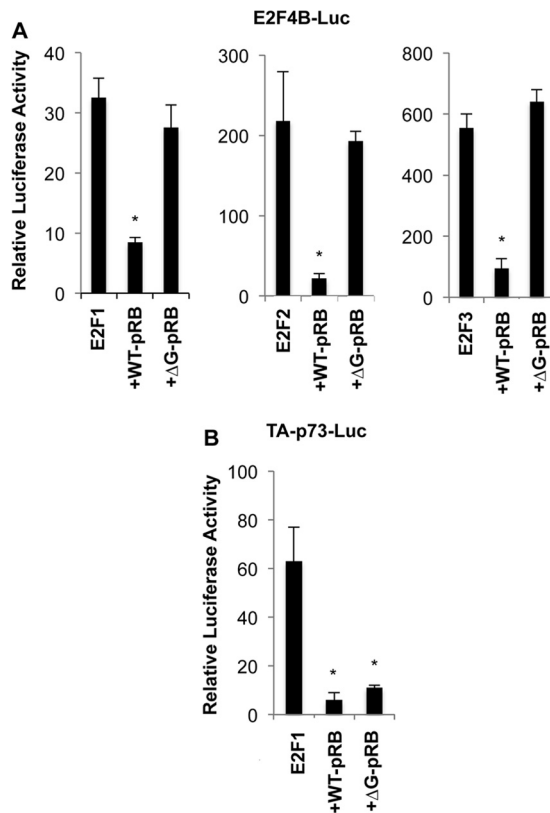 E2F4B-Luc
A
Relative Luciferase Activity
40
30
20
10
0
*
E2F1
+WT-pRB
+ΔG-pRB
300
200
100
0
*
E2F2
+WT-pRB
+ΔG-pRB
800
600
400
200
0
*
E2F3
+WT-pRB
+ΔG-pRB
B
TA-p73-Luc
Relative Luciferase Activity
100
80
60
40
20
0
*
*
E2F1
+WT-pRB
+ΔG-pRB